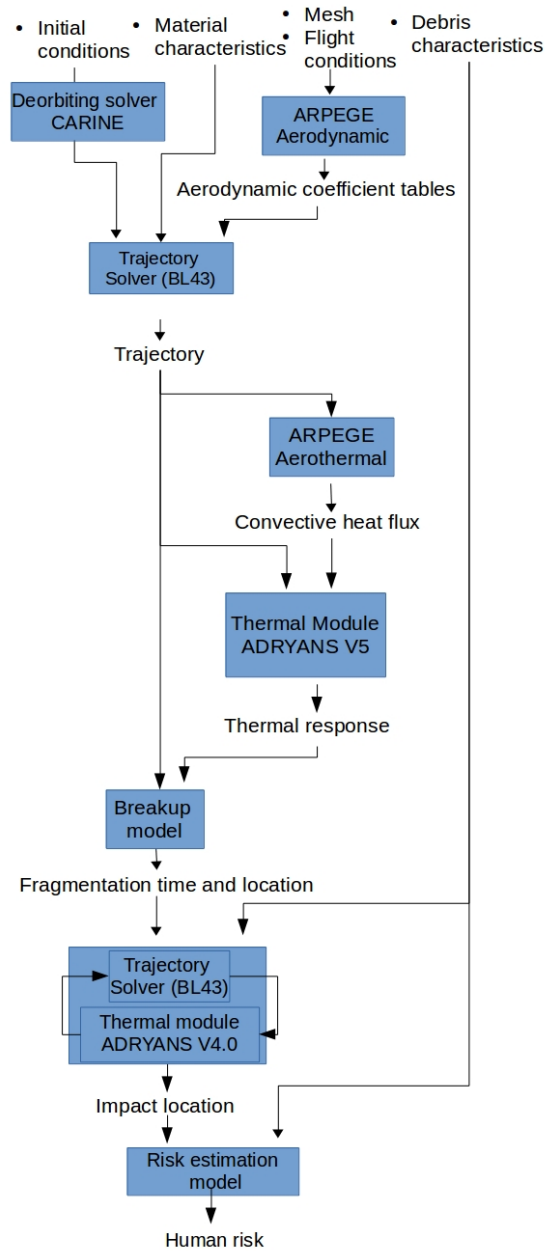 • Initial
conditions
• Material
characteristics
• Mesh
• Flight
conditions
• Debris
characteristics
Deorbiting solver
CARINE
ARPEGE
Aerodynamic
Aerodynamic coefficient tables
Trajectory
Solver (BL43)
Trajectory
ARPEGE
Aerothermal
Convective heat flux
Thermal Module
ADRYANS V5
Thermal response
Breakup
model
Fragmentation time and location
Trajectory
Solver (BL43)
Thermal module
ADRYANS V4.0
Impact location
Risk estimation
model
Human risk